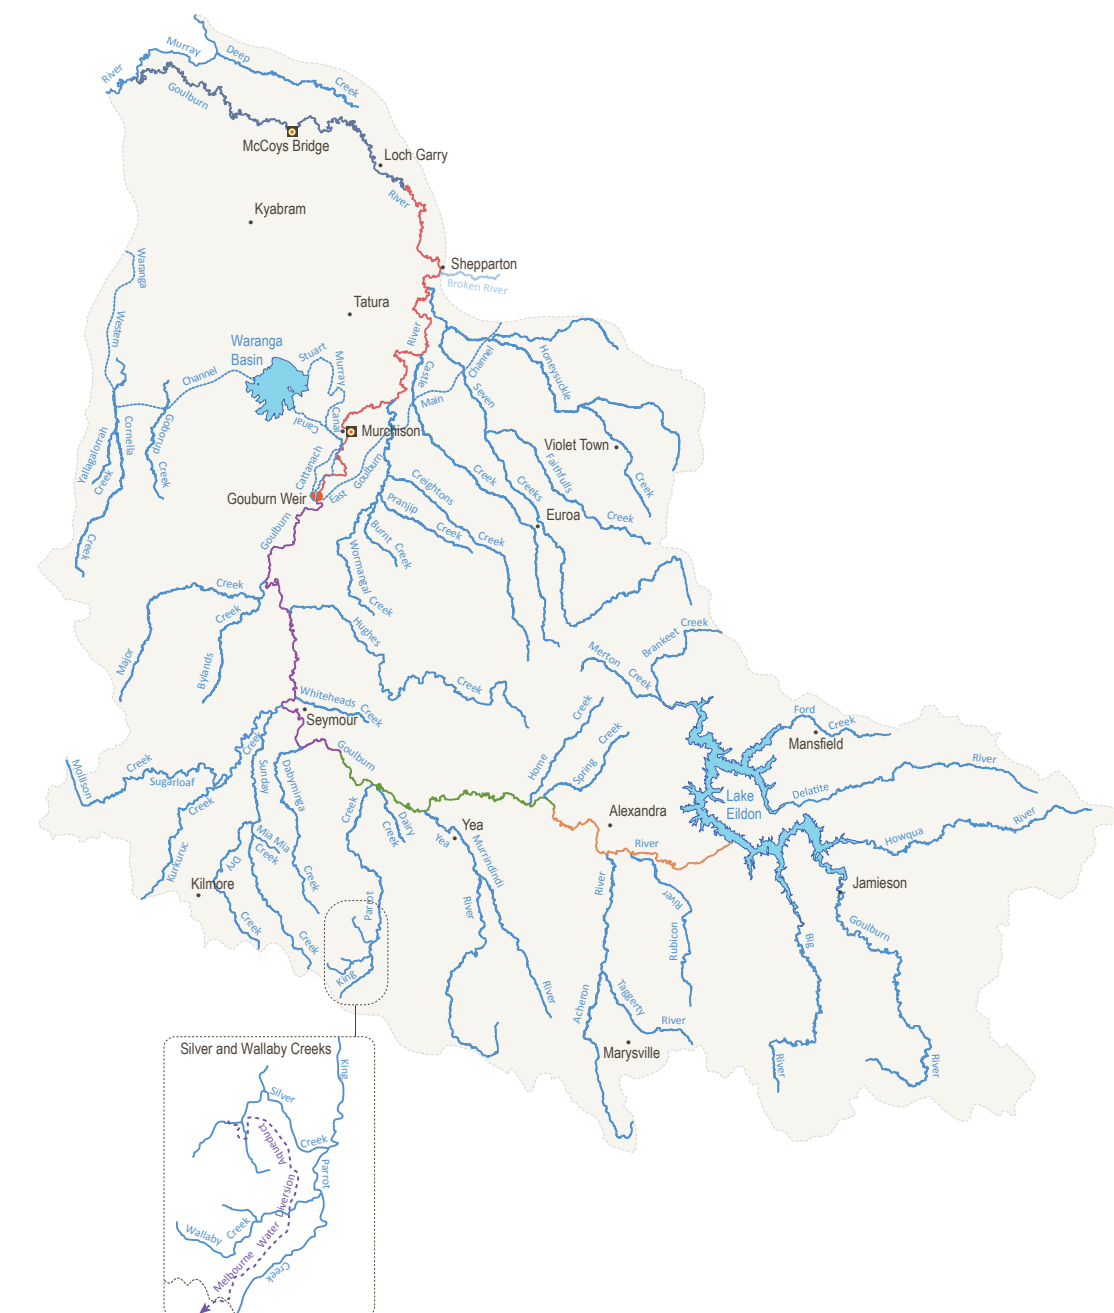 Murray
Deep
River
Creek
Goulburn
McCoys Bridge
Loch Garry
River
Kyabram
Shepparton
Broken River
Waranga
Tatura
Western
Waranga
Basin
Stuart
River
Channel
Honeysuckle
Murray
Channel
Castle
Seven
Main
Canal
Canal
Goborup
Cornella
Murchison
Violet Town
Yallagalorrah
Creek
Creek
Cattanach
Goulburn
East
Creightons
Creek
Creeks
Faithfulls
Creek
Gouburn Weir
Pranjip
Creek
Creek
Euroa
Creek
Goulburn
Burnt
Creek
Creek
Wormangal
Creek
Creek
Creek
Hughes
Major
Bylands
Creek
Brankeet
Creek
Merton
Creek
Whiteheads
Creek
Seymour
Creek
Creek
Home
Creek
Spring
Ford
Creek
Mansfield
Mollison
Creek
Sugarloaf
Creek
Sunday
Dabyminga
Goulburn
River
Delatite
Lake
Eildon
Creek
Dairy
Creek
Yea
Yea
Alexandra
River
Howqua
River
Kurkuruc
Mia Mia
Creek
Dry
Creek
Murrindindi
Kilmore
Parrot
River
River
River
Rubicon
Jamieson
Goulburn
Creek
Creek
King
Big
Acheron
River
Taggerty
River
Marysville
River
River
Silver and Wallaby Creeks
King
Silver
Aqueduct
Creek
Parrot
Diversion
Wallaby
Creek
Water
Melbourne
Creek